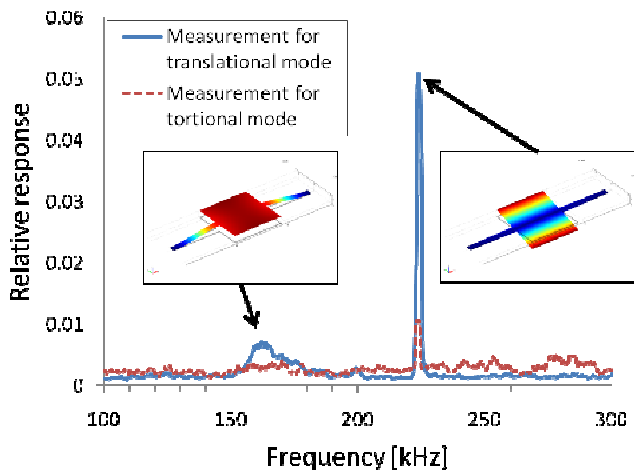 0.06
0.05
0.04
0.03
0.02
0.01
0
Relative response
Measurement for
translational mode
Measurement for
tortional mode
100
150
200
250
300
Frequency [kHz]